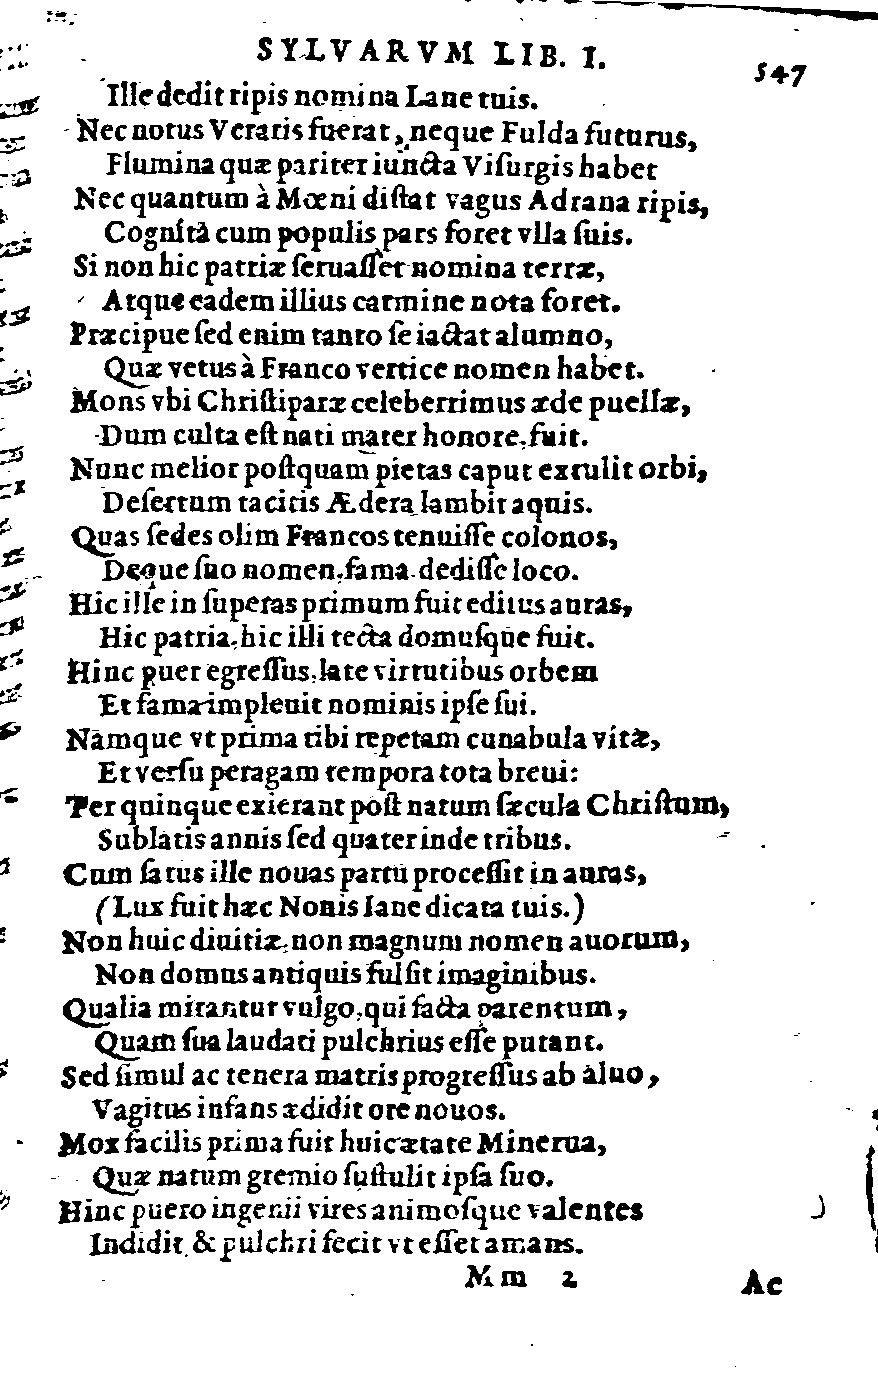 SYLVARVM LIB. I. 547
Ille dedit ripis nomina Lane tuis.
Nec notus Veraris fuerat, neque Fulda futurus,
Flumina quæ pariter iuncta Visurgis habet
Nec quantum à Mœni distat vagus Adrana ripis,
Cognitâ cum populis pars foret vlla suis.
Si non hic patriæ seruasset nomina terræ,
Atque eadem illius carmine nota foret.
Præcipue sed enim tanto se iactat alumno,
Quæ vetus à Franco vertice nomen habet.
Mons vbi Christiparæ celeberrimus æde puellæ,
Dum culta est nati mater honore, fuit.
Nunc melior postquam pietas caput extulit orbi,
Desertum tacitis Ædera lambit aquis.
Quas sedes olim Francos tenuisse colonos,
Deque suo nomen, fama dedisse loco.
Hic ille in superas primum fuit editus auras,
Hic patria, hic illi tecta domusque fuit.
Hinc puer egressus, late virtutibus orbem
Et fama impleuit nominis ipse sui.
Namque vt prima tibi repetam cunabula vitæ,
Et versu peragam tempora tota breui:
Ter quinque exierant post natum sæcula Christum,
Sublatis annis sed quater inde tribus.
Cum satus ille nouas partu processit in auras,
(Lux fuit hæc Nonis Iane dicata tuis.)
Non huic diuitiæ, non magnum nomen auorum,
Non domus antiquis fulsit imaginibus.
Qualia mirantur vulgo, qui facta parentum,
Quam sua laudati pulchrius esse putant.
Sed simul ac tenera matris progressus ab aluo,
Vagitus infans ædidit ore nouos.
Mox facilis prima fuit huic ætate Minerua,
Quæ natum gremio sustulit ipsa suo.
Hinc puero ingenii vires animosque valentes
Indidit, & pulchri fecit vt esset amans.
Mm 2 Ac